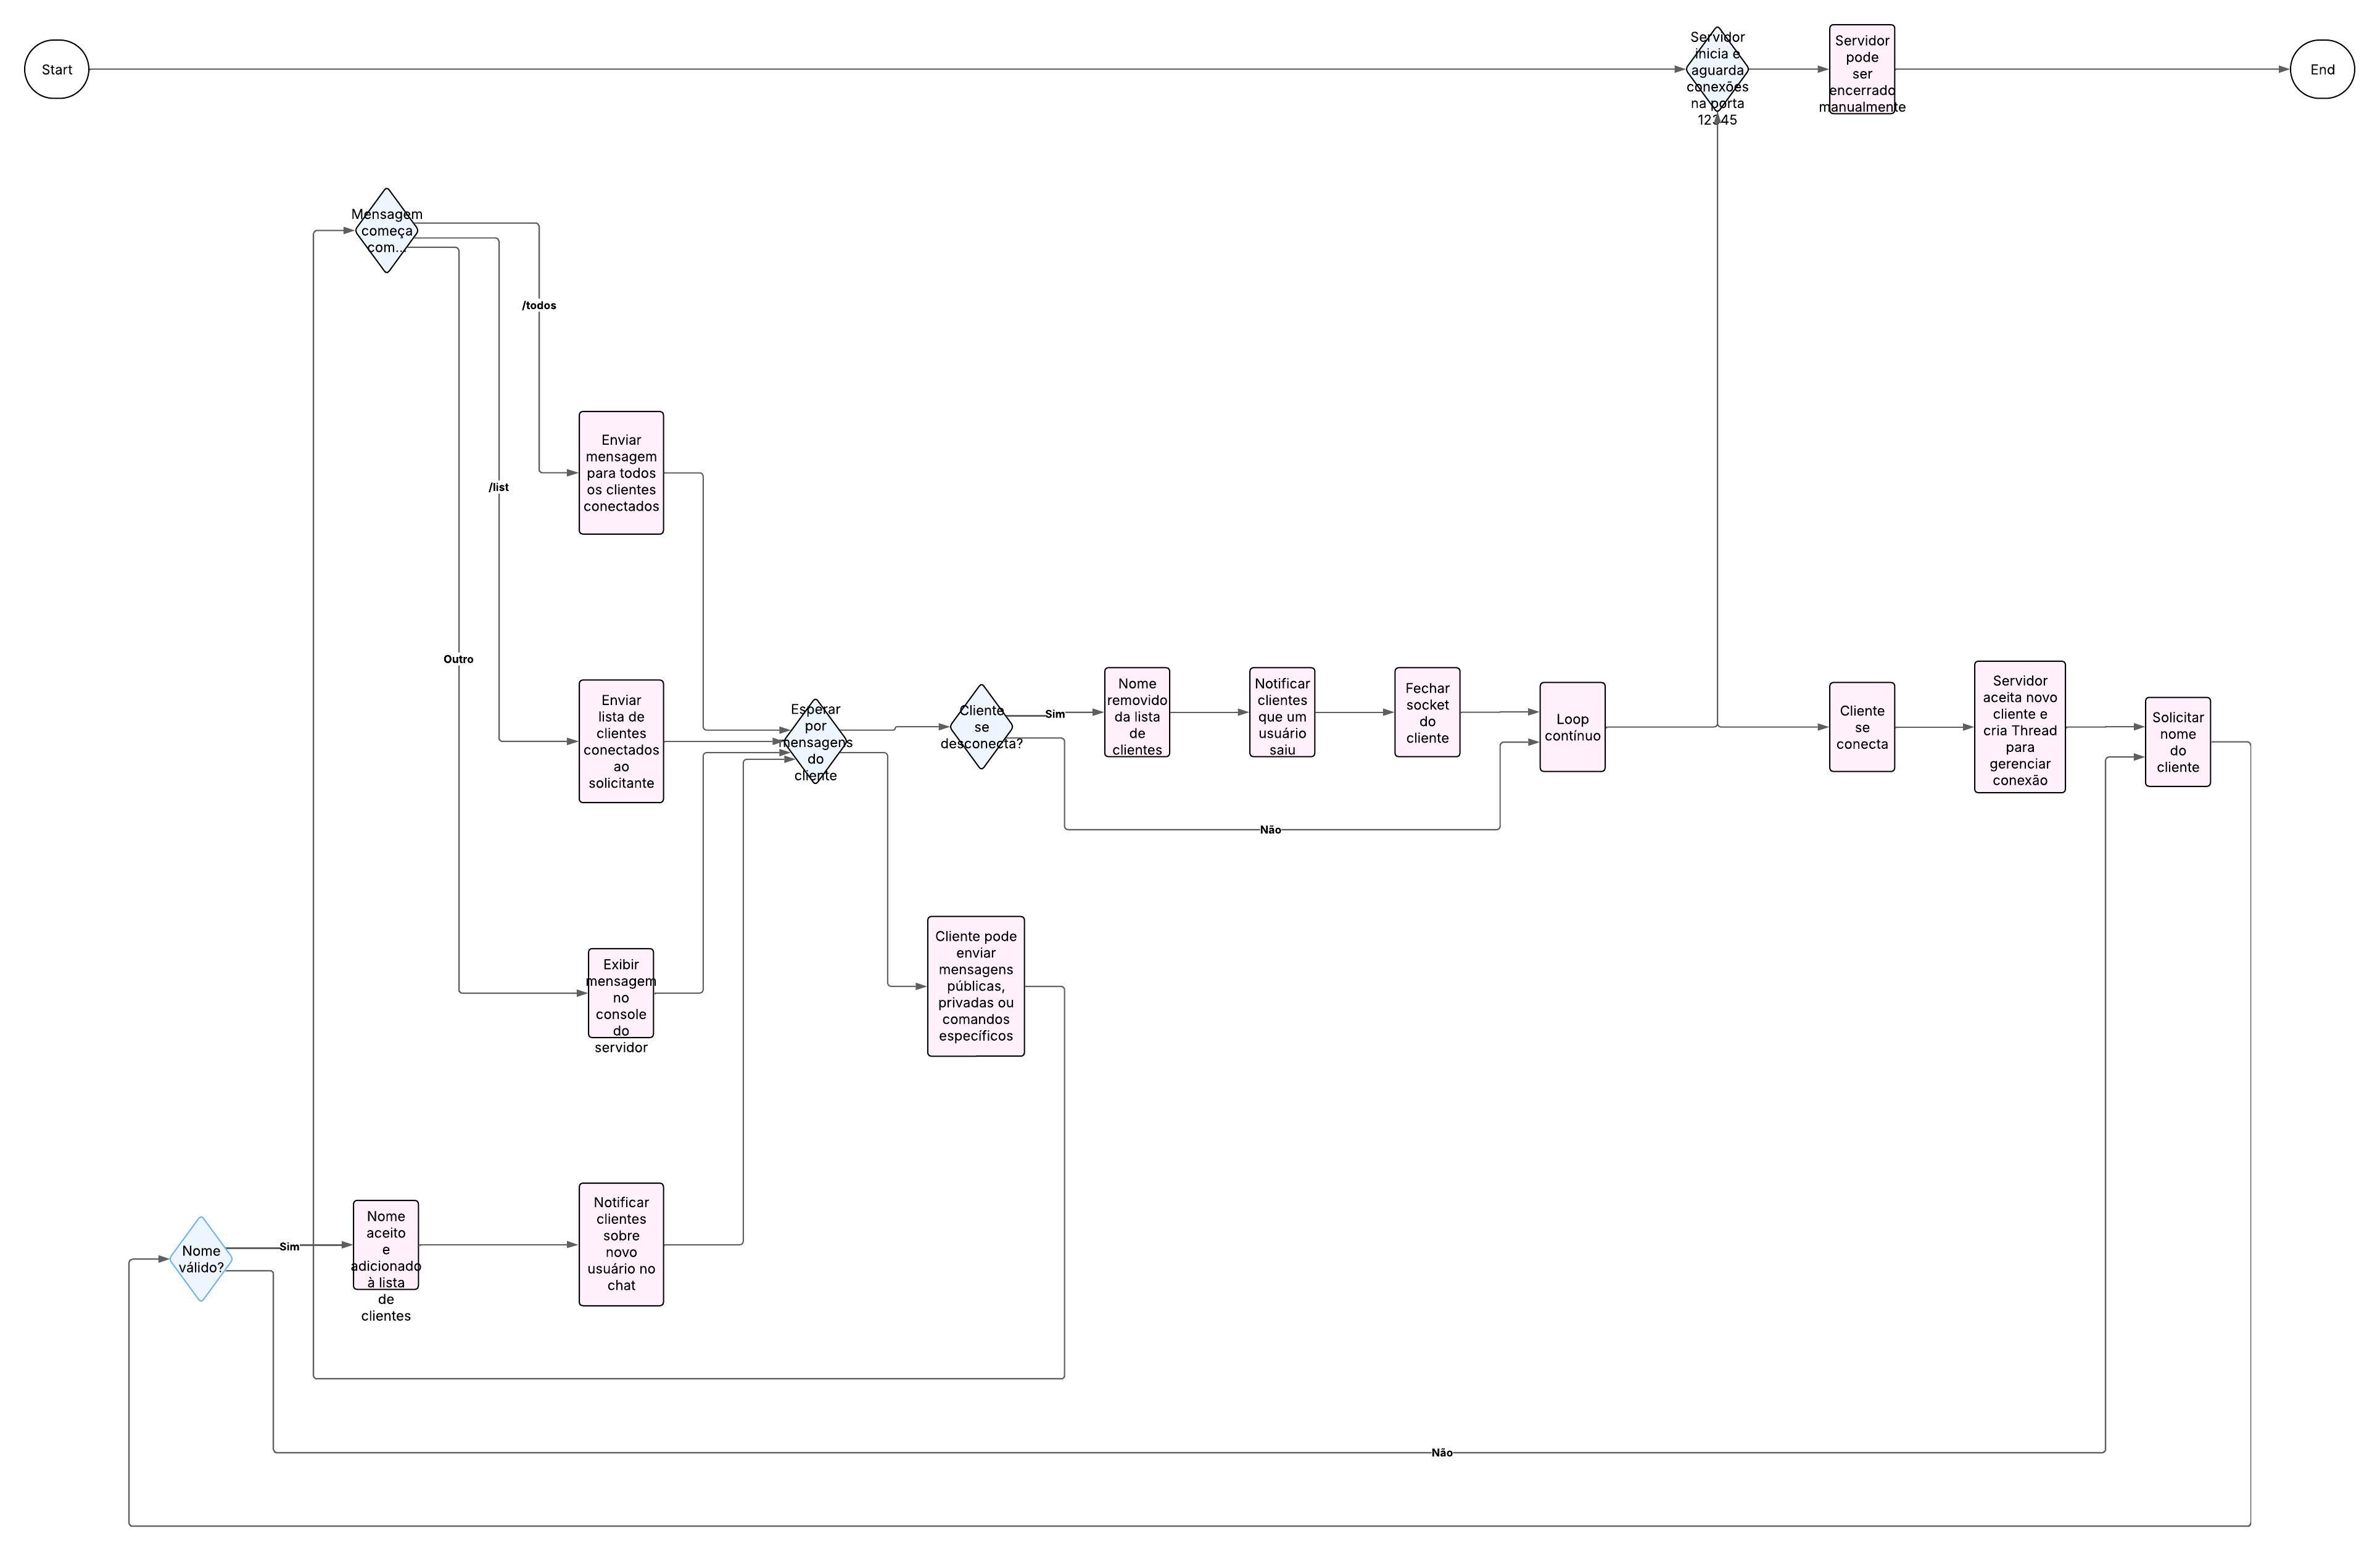 Start
Servidor
inicia e
aguarda
conexões
na porta
12345
Servidor
pode
ser
encerrado
manualmente
End
Mensagem
começa
com...
/todos
/list
Outro
Enviar
mensagem
para todos
os clientes
conectados
Enviar
lista de
clientes
conectados
ao
solicitante
Esperar
por
mensagens
do
cliente
Cliente
se
desconecta?
Sim
Nome
removido
da lista
de
clientes
Notificar
clientes
que um
usuário
saiu
Fechar
socket
do
cliente
Loop
contínuo
Cliente
se
conecta
Servidor
aceita novo
cliente e
cria Thread
para
gerenciar
conexão
Solicitar
nome
do
cliente
Não
Exibir
mensagem
no
console
do
servidor
Cliente pode
enviar
mensagens
públicas,
privadas ou
comandos
específicos
Nome
válido?
Sim
Nome
aceito
e
adicionado
à lista
de
clientes
Notificar
clientes
sobre
novo
usuário no
chat
Não